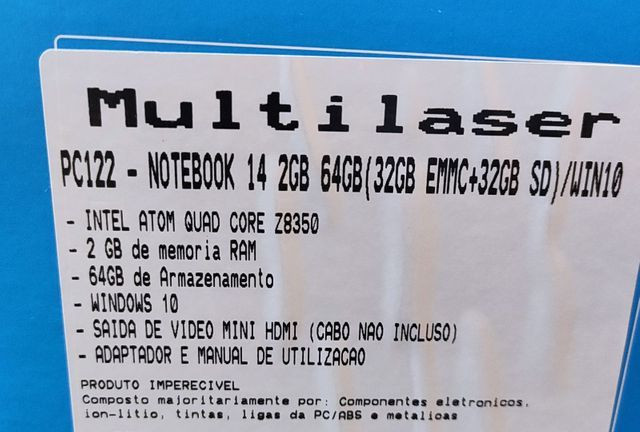 Multilaser
PC122 - NOTEBOOK 14 2GB 64GB(32GB EMMC+32GB SD)/WIN10
- INTEL ATOM QUAD CORE Z8350
- 2 GB de memoria RAM
- 64GB de Armazenamento
- WINDOWS 10
- SAIDA DE VIDEO MINI HDMI (CABO NAO INCLUSO)
- ADAPTADOR E MANUAL DE UTILIZACAO
PRODUTO IMPERECIVEL
Composto majoritariamente por: Componentes eletronicos,
ion-litio, tintas, ligas da PC/ABS e metalicas